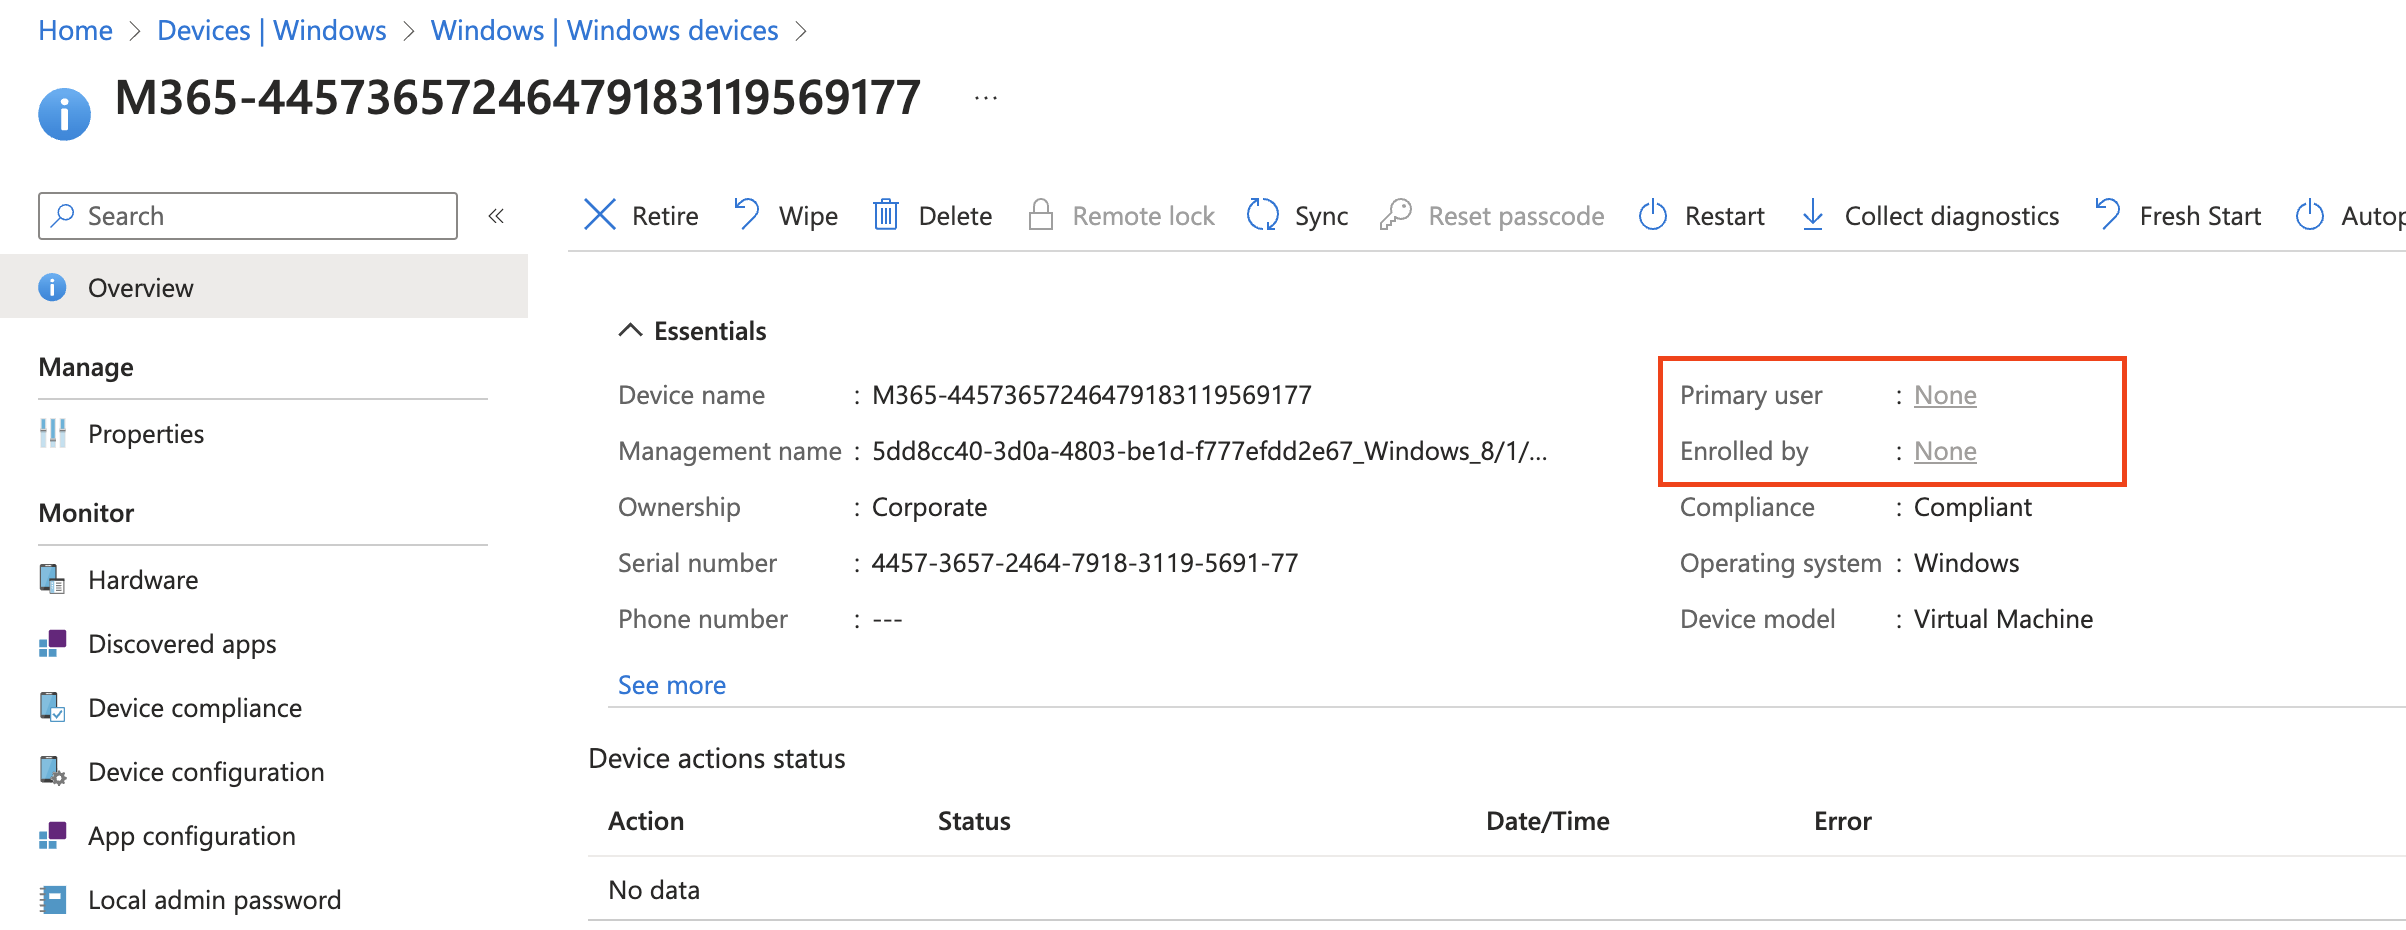 Home > Devices | Windows > Windows | Windows devices >
M365-44573657246479183119569177 ...
Search «
Retire Wipe Delete Remote lock Sync Reset passcode Restart Collect diagnostics Fresh Start Autop
Overview
Manage
Properties
Monitor
Hardware
Discovered apps
Device compliance
Device configuration
App configuration
Local admin password
Essentials
Device name : M365-44573657246479183119569177
Management name : 5dd8cc40-3d0a-4803-be1d-f777efdd2e67_Windows_8/1/...
Ownership : Corporate
Serial number : 4457-3657-2464-7918-3119-5691-77
Phone number : ---
See more
Primary user : None
Enrolled by : None
Compliance : Compliant
Operating system : Windows
Device model : Virtual Machine
Device actions status
Action Status Date/Time Error
No data